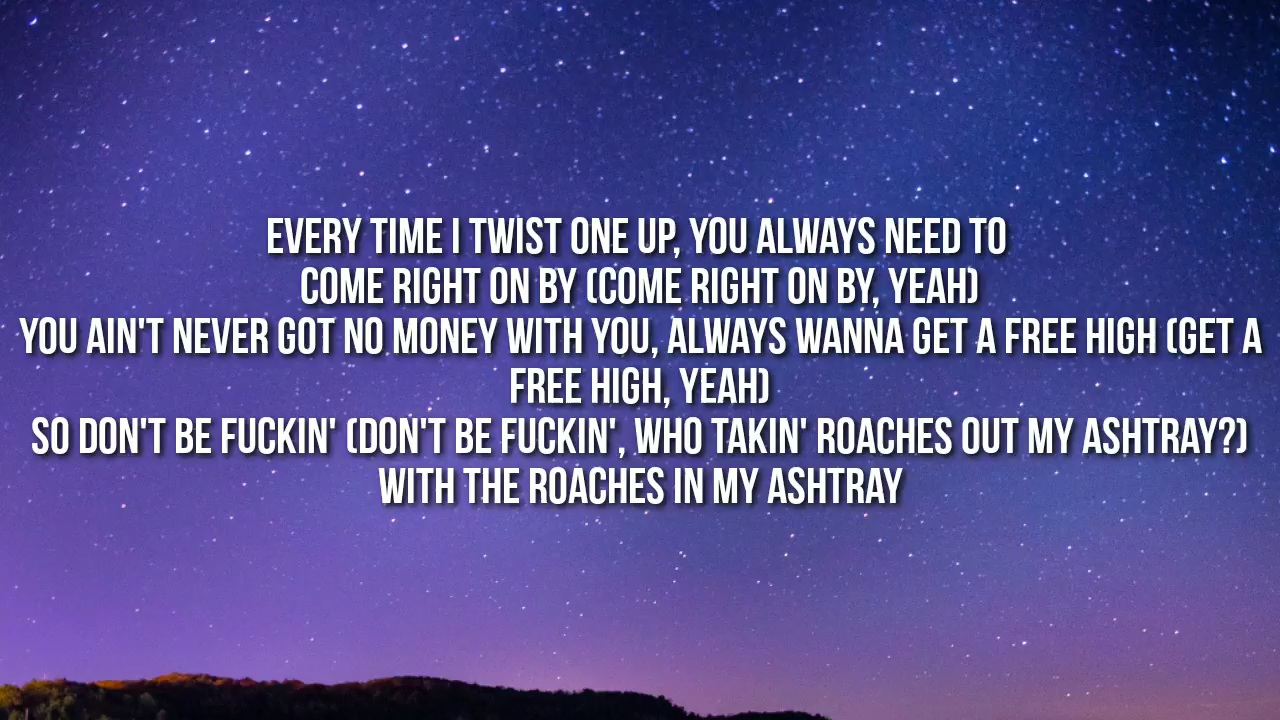 EVERY TIME I TWIST ONE UP, YOU ALWAYS NEED TO
COME RIGHT ON BY (COME RIGHT ON BY, YEAH)
YOU AIN'T NEVER GOT NO MONEY WITH YOU, ALWAYS WANNA GET A FREE HIGH (GET A
FREE HIGH, YEAH)
SO DON'T BE FUCKIN' (DON'T BE FUCKIN', WHO TAKIN' ROACHES OUT MY ASHTRAY?)
WITH THE ROACHES IN MY ASHTRAY